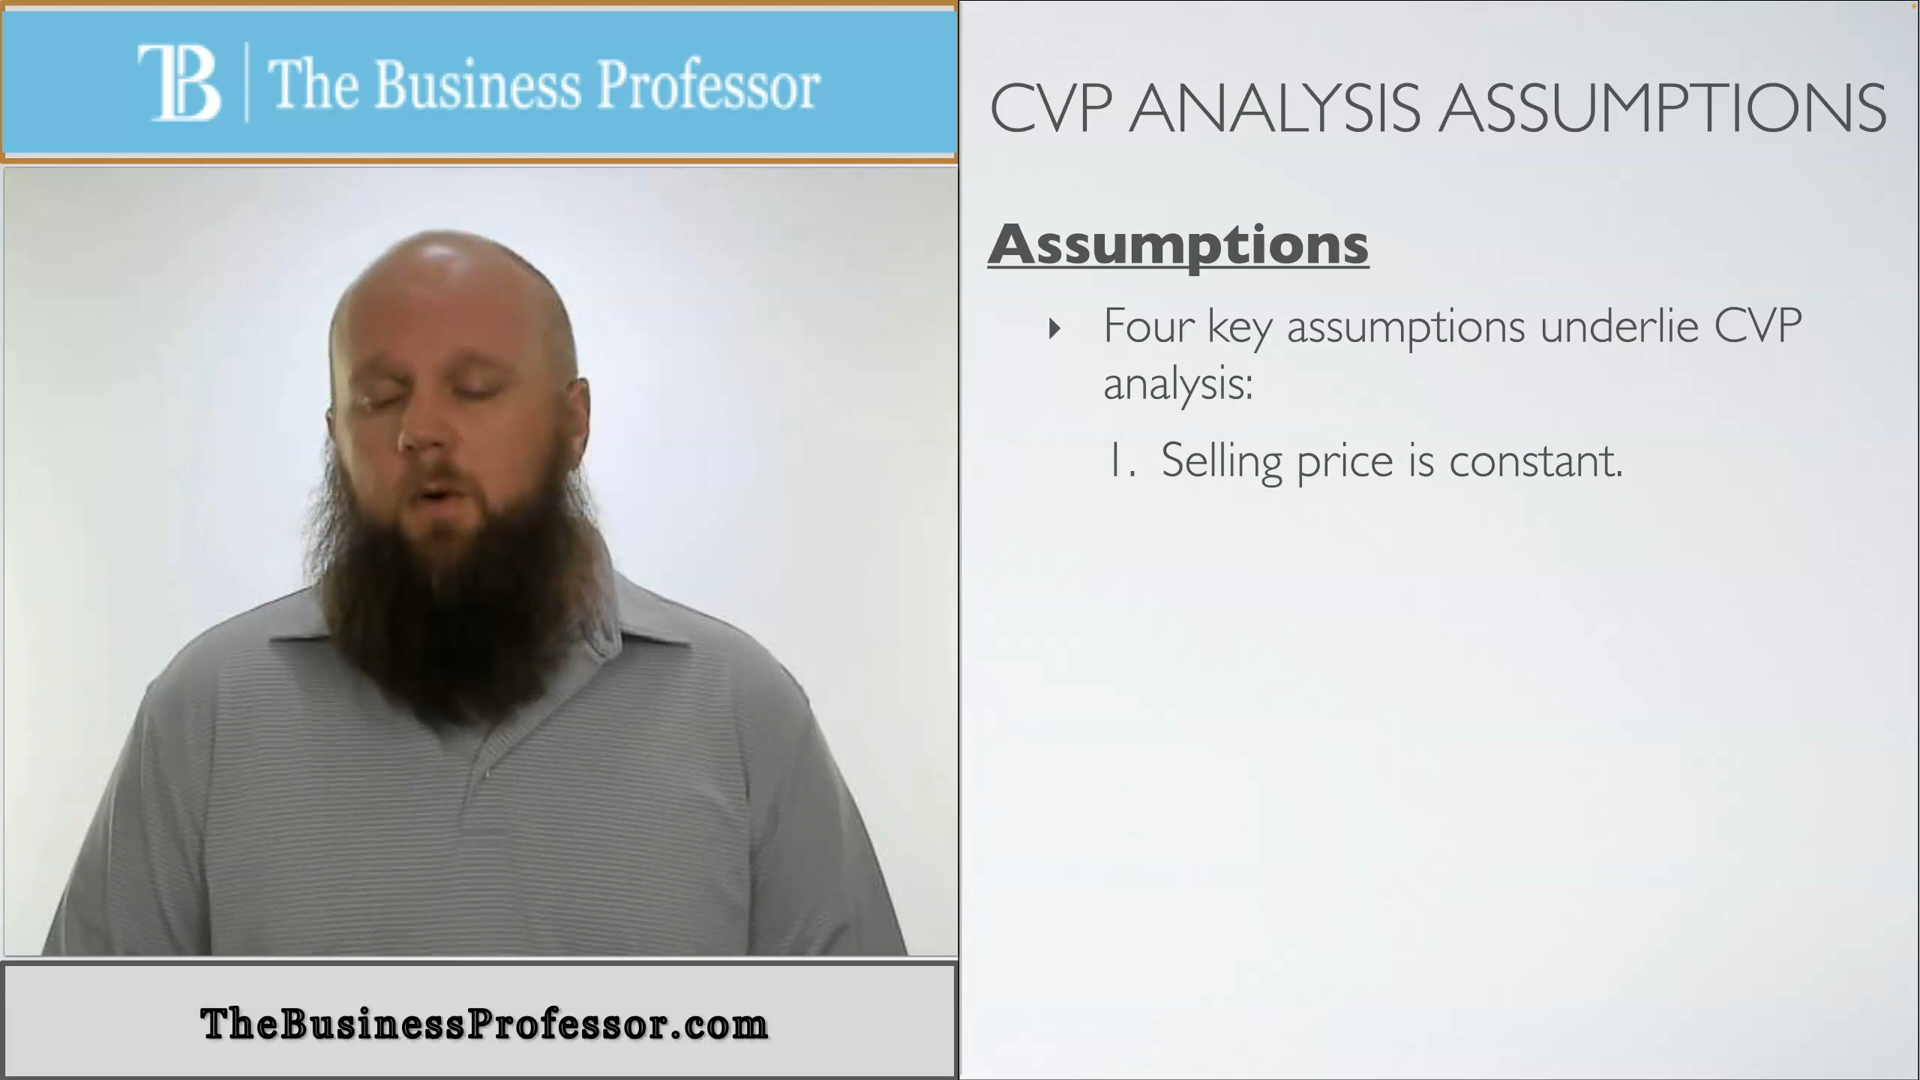 TB | The Business Professor
CVP ANALYSIS ASSUMPTIONS
Assumptions
Four key assumptions underlie CVP
analysis:
1. Selling price is constant.
TheBusinessProfessor.com